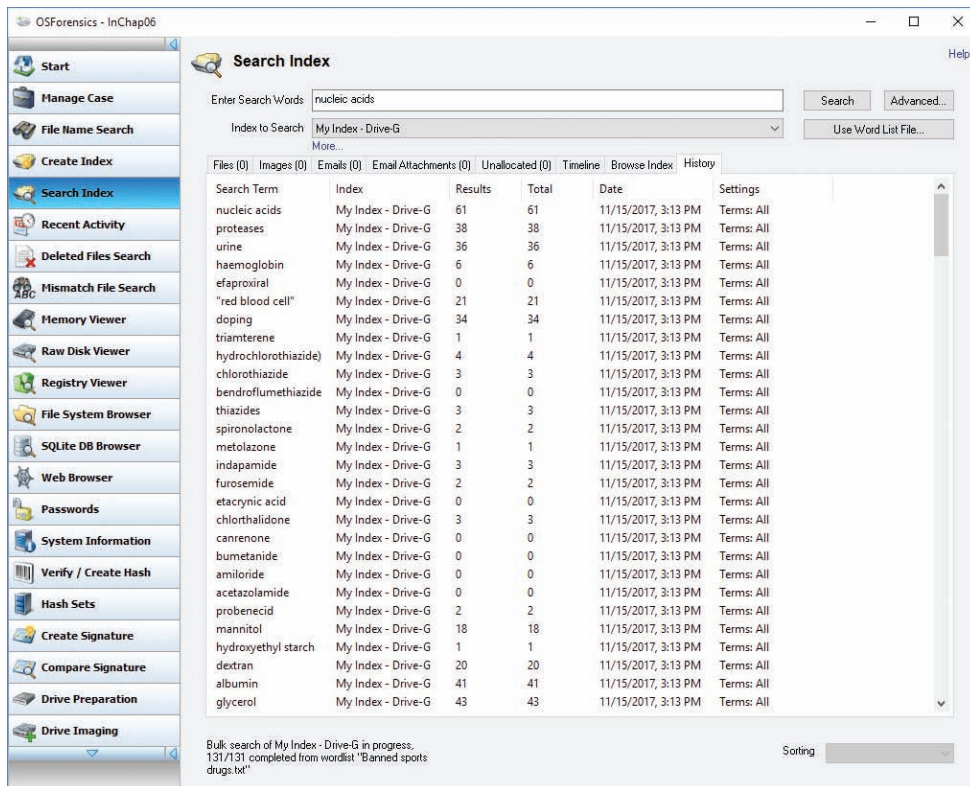 OSForensics - InChap06
Start
Manage Case
File Name Search
Create Index
Search Index
Recent Activity
Deleted Files Search
ABC
Mismatch File Search
Memory Viewer
Raw Disk Viewer
Registry Viewer
File System Browser
SQLite DB Browser
Web Browser
Passwords
System Information
Verify / Create Hash
Hash Sets
Create Signature
Compare Signature
Drive Preparation
Drive Imaging
Search Index
Help
Enter Search Words nucleic acids Search Advanced...
Index to Search My Index - Drive-G Use Word List File...
More...
Files (0) Images (0) Emails (0) Email Attachments (0) Unallocated (0) Timeline Browse Index History
Search Term Index Results Total Date Settings
nucleic acids My Index - Drive-G 61 61 11/15/2017, 3:13 PM Terms: All
proteases My Index - Drive-G 38 38 11/15/2017, 3:13 PM Terms: All
urine My Index - Drive-G 36 36 11/15/2017, 3:13 PM Terms: All
haemoglobin My Index - Drive-G 6 6 11/15/2017, 3:13 PM Terms: All
efaproxiral My Index - Drive-G 0 0 11/15/2017, 3:13 PM Terms: All
"red blood cell" My Index - Drive-G 21 21 11/15/2017, 3:13 PM Terms: All
doping My Index - Drive-G 34 34 11/15/2017, 3:13 PM Terms: All
triamterene My Index - Drive-G 1 1 11/15/2017, 3:13 PM Terms: All
hydrochlorothiazide) My Index - Drive-G 4 4 11/15/2017, 3:13 PM Terms: All
chlorothiazide My Index - Drive-G 3 3 11/15/2017, 3:13 PM Terms: All
bendroflumethiazide My Index - Drive-G 0 0 11/15/2017, 3:13 PM Terms: All
thiazides My Index - Drive-G 3 3 11/15/2017, 3:13 PM Terms: All
spironolactone My Index - Drive-G 2 2 11/15/2017, 3:13 PM Terms: All
metolazone My Index - Drive-G 1 1 11/15/2017, 3:13 PM Terms: All
indapamide My Index - Drive-G 3 3 11/15/2017, 3:13 PM Terms: All
furosemide My Index - Drive-G 2 2 11/15/2017, 3:13 PM Terms: All
etacrynic acid My Index - Drive-G 0 0 11/15/2017, 3:13 PM Terms: All
chlorthalidone My Index - Drive-G 3 3 11/15/2017, 3:13 PM Terms: All
canrenone My Index - Drive-G 0 0 11/15/2017, 3:13 PM Terms: All
bumetanide My Index - Drive-G 0 0 11/15/2017, 3:13 PM Terms: All
amiloride My Index - Drive-G 0 0 11/15/2017, 3:13 PM Terms: All
acetazolamide My Index - Drive-G 0 0 11/15/2017, 3:13 PM Terms: All
probenecid My Index - Drive-G 2 2 11/15/2017, 3:13 PM Terms: All
mannitol My Index - Drive-G 18 18 11/15/2017, 3:13 PM Terms: All
hydroxyethyl starch My Index - Drive-G 1 1 11/15/2017, 3:13 PM Terms: All
dextran My Index - Drive-G 20 20 11/15/2017, 3:13 PM Terms: All
albumin My Index - Drive-G 41 41 11/15/2017, 3:13 PM Terms: All
glycerol My Index - Drive-G 43 43 11/15/2017, 3:13 PM Terms: All
Bulk search of My Index - Drive-G in progress,
131/131 completed from wordlist "Banned sports
drugs.txt"
Sorting